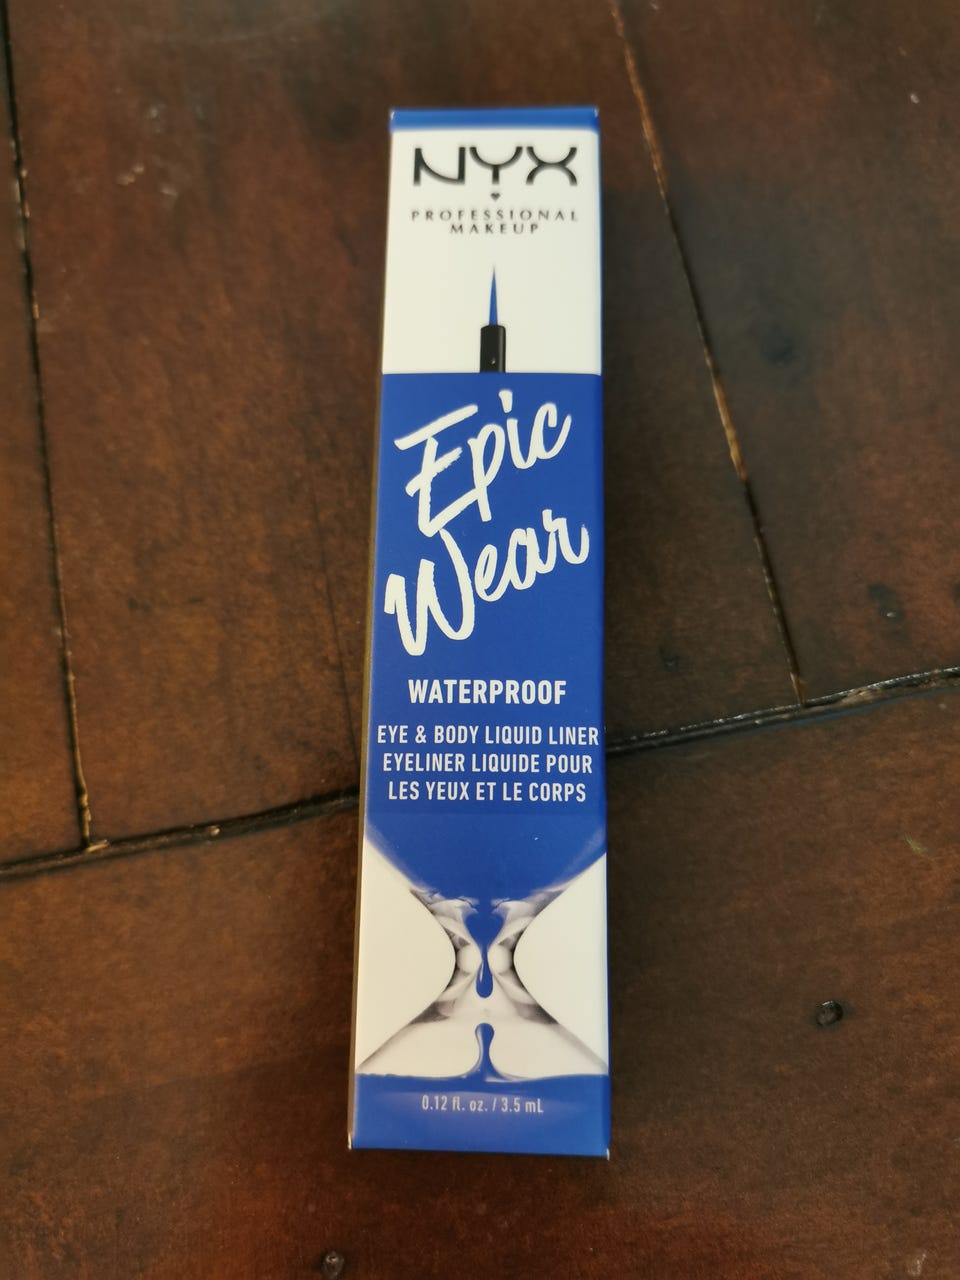 NYX
PROFESSIONAL
MAKEUP
Epic
Wear
WATERPROOF
EYE & BODY LIQUID LINER
EYELINER LIQUIDE POUR
LES YEUX ET LE CORPS
0.12 fl. oz. / 3.5 mL